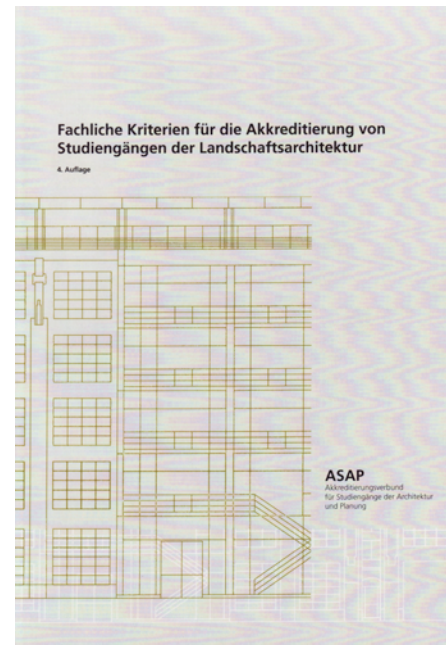 Fachliche Kriterien für die Akkreditierung von
Studiengängen der Landschaftsarchitektur
4. Auflage
ASAP
Akkreditierungsverbund
für Studiengänge der Architektur
und Planung